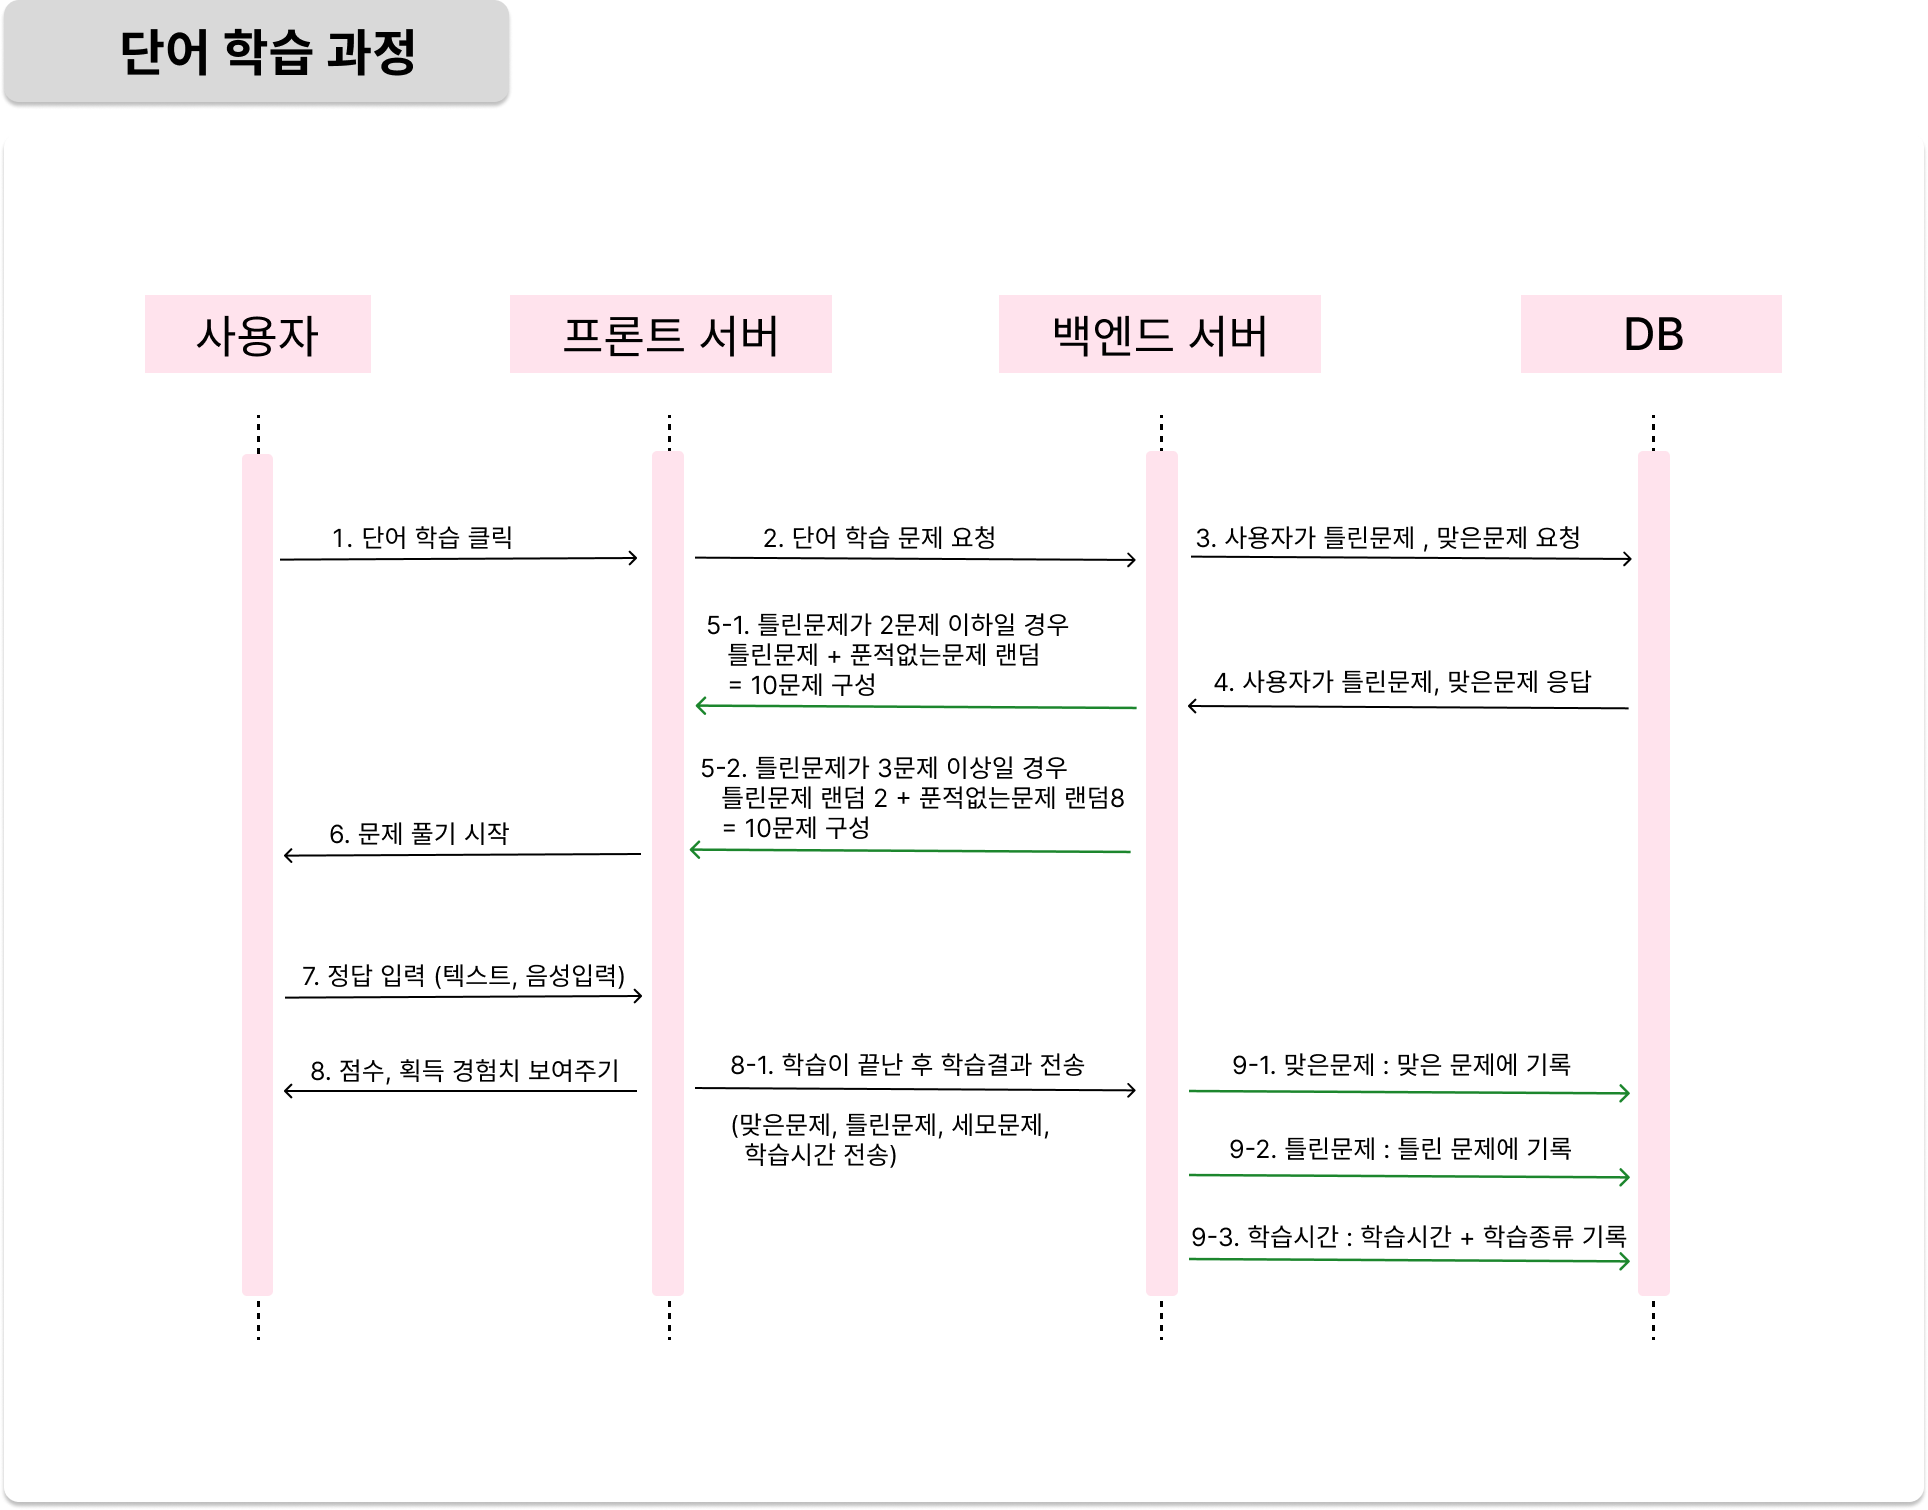 단어 학습 과정
사용자
프론트 서버
백엔드 서버
DB
1. 단어 학습 클릭
2. 단어 학습 문제 요청
3. 사용자가 틀린문제 , 맞은문제 요청
5-1. 틀린문제가 2문제 이하일 경우
틀린문제 + 푼적없는문제 랜덤
= 10문제 구성
4. 사용자가 틀린문제, 맞은문제 응답
5-2. 틀린문제가 3문제 이상일 경우
틀린문제 랜덤 2 + 푼적없는문제 랜덤8
= 10문제 구성
6. 문제 풀기 시작
7. 정답 입력 (텍스트, 음성입력)
8. 점수, 획득 경험치 보여주기
8-1. 학습이 끝난 후 학습결과 전송
(맞은문제, 틀린문제, 세모문제,
학습시간 전송)
9-1. 맞은문제 : 맞은 문제에 기록
9-2. 틀린문제 : 틀린 문제에 기록
9-3. 학습시간 : 학습시간 + 학습종류 기록